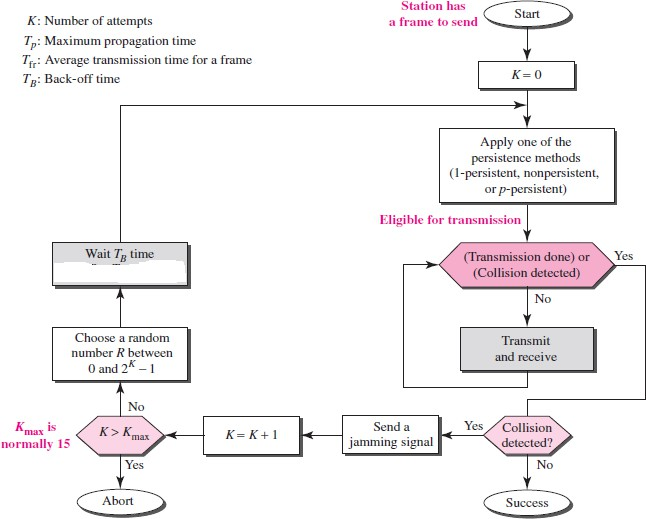 K: Number of attempts
Tp: Maximum propagation time
Tfr: Average transmission time for a frame
TB: Back-off time
Station has
a frame to send
Start
K = 0
Apply one of the
persistence methods
(1-persistent, nonpersistent,
or p-persistent)
Eligible for transmission
(Transmission done) or
(Collision detected)
Yes
No
Transmit
and receive
Wait TB time
Choose a random
number R between
0 and 2^K – 1
No
Kmax is
normally 15
K > Kmax
Yes
Abort
K = K + 1
Send a
jamming signal
Yes
Collision
detected?
No
Success